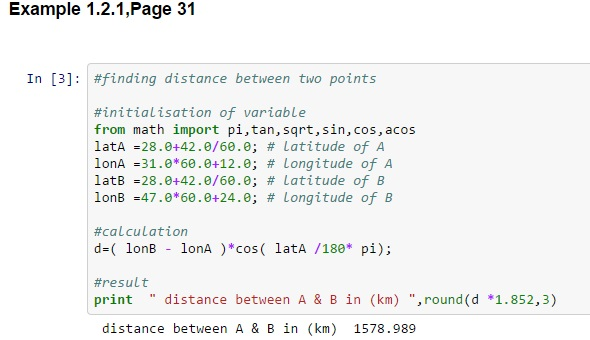 Example 1.2.1,Page 31
In [3]: #finding distance between two points
#initialisation of variable
from math import pi,tan,sqrt,sin,cos,acos
latA =28.0+42.0/60.0; # latitude of A
lonA =31.0*60.0+12.0; # longitude of A
latB =28.0+42.0/60.0; # latitude of B
lonB =47.0*60.0+24.0; # longitude of B
#calculation
d=( lonB - lonA )*cos( latA /180* pi);
#result
print " distance between A & B in (km) ",round(d *1.852,3)
distance between A & B in (km) 1578.989